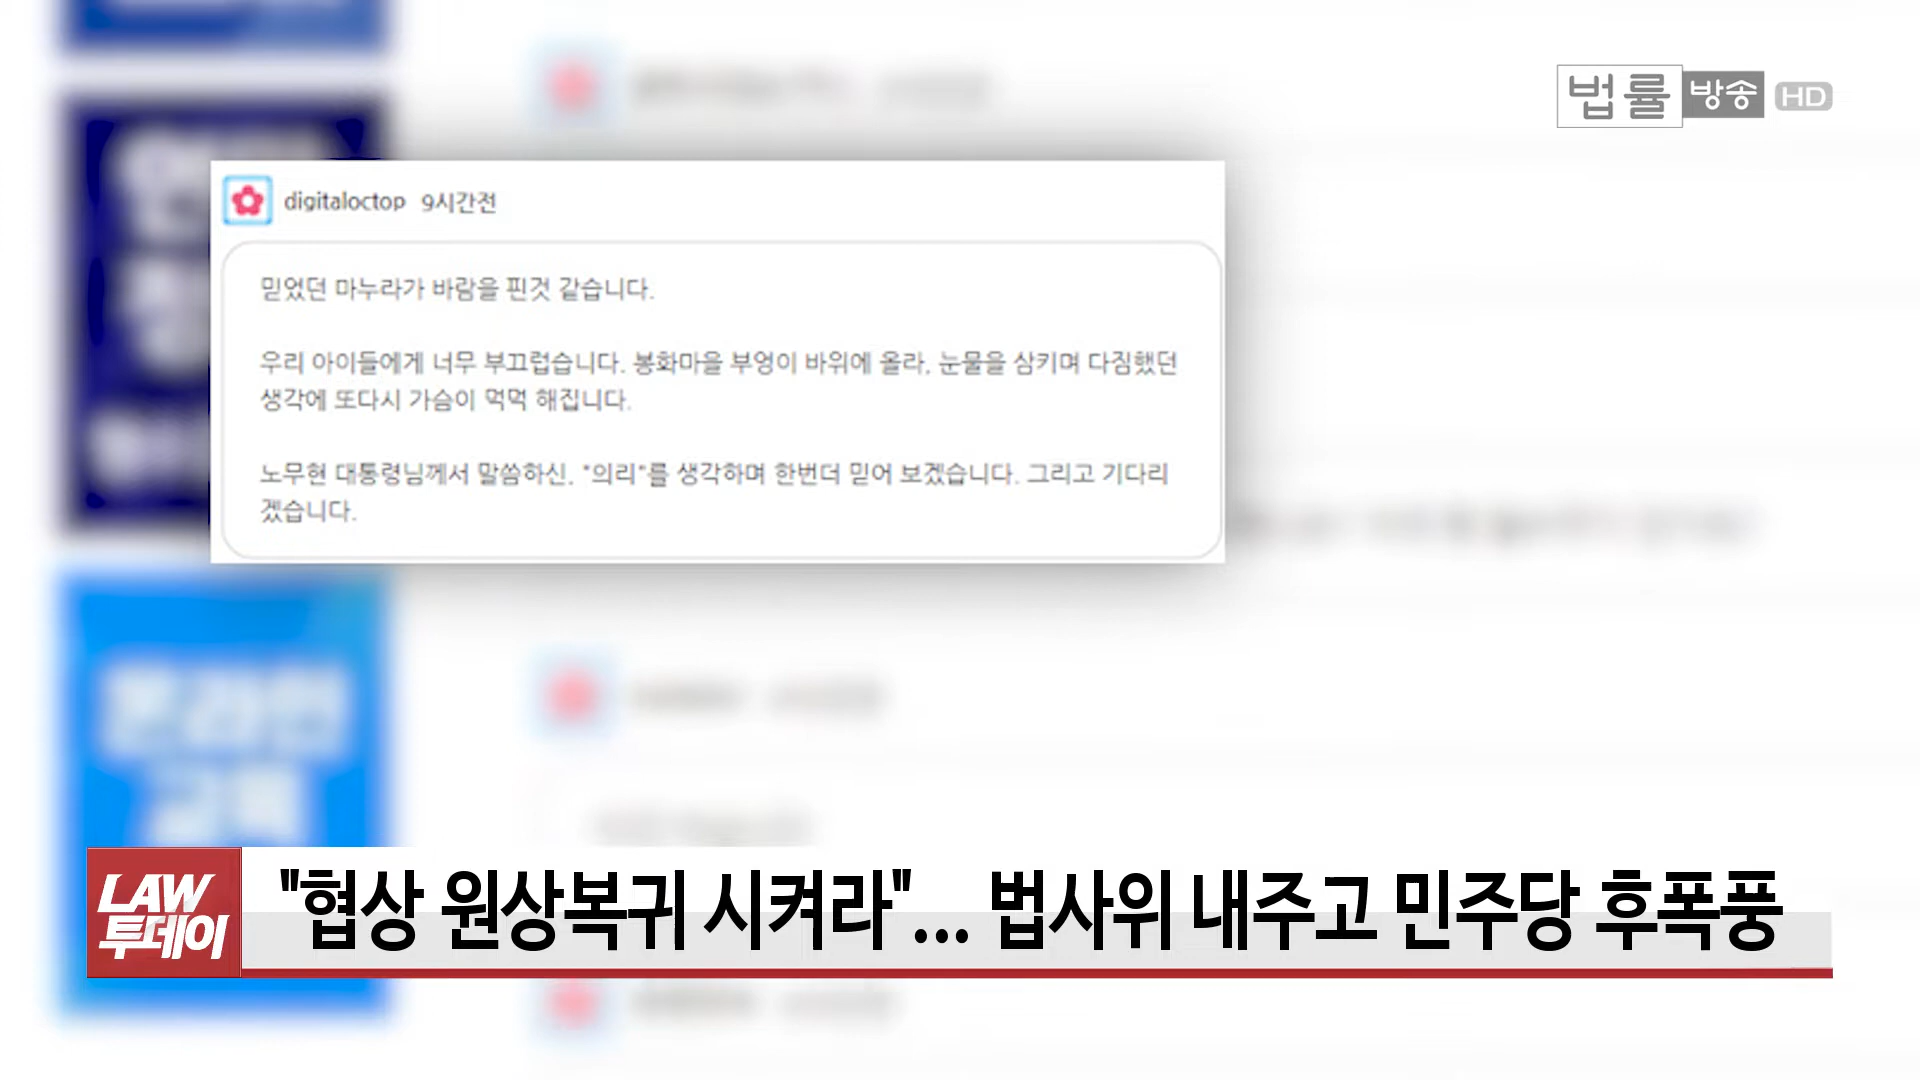 법률방송 HD
digitaloctop 9시간전
믿었던 마누라가 바람을 핀것 같습니다.
우리 아이들에게 너무 부끄럽습니다. 봉화마을 부엉이 바위에 올라, 눈물을 삼키며 다짐했던
생각에 또다시 가슴이 먹먹 해집니다.
노무현 대통령님께서 말씀하신, "의리"를 생각하며 한번더 믿어 보겠습니다. 그리고 기다리
겠습니다.
온라인
교육
LAW
투데이
"협상 원상복귀 시켜라"... 법사위 내주고 민주당 후폭풍